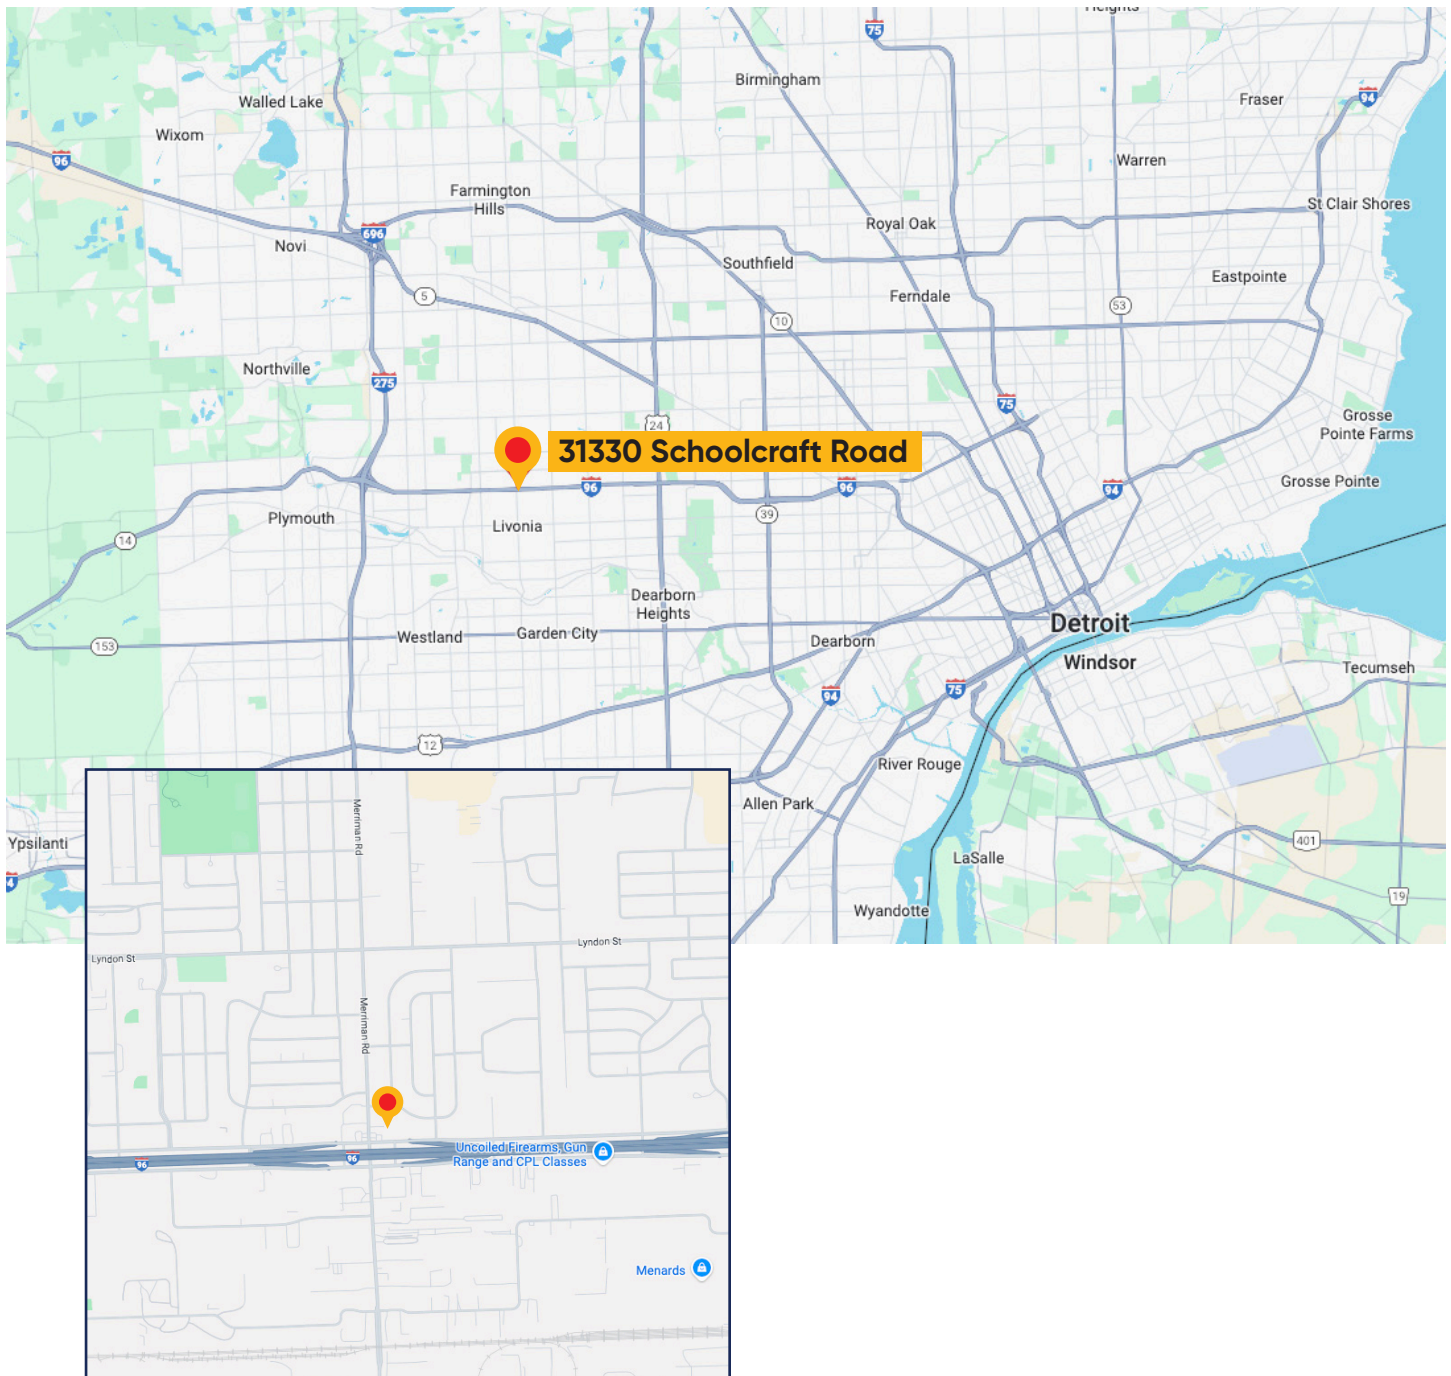 Heights
75
Birmingham
Walled Lake
Fraser
94
Wixom
96
Warren
Farmington
Hills
St Clair Shores
Royal Oak
696
Novi
Southfield
Eastpointe
5
Ferndale
53
10
Northville
275
75
24
Grosse
Pointe Farms
31330 Schoolcraft Road
96
96
94
Grosse Pointe
Plymouth
39
Livonia
14
Dearborn
Heights
Detroit
Westland
Garden City
Dearborn
153
Windsor
Tecumseh
94
75
12
River Rouge
Allen Park
Ypsilanti
401
LaSalle
4
19
Wyandotte
Merriman Rd
Lyndon St
Lyndon St
Merriman Rd
Uncoiled Firearms, Gun
Range and CPL Classes
96
96
Menards